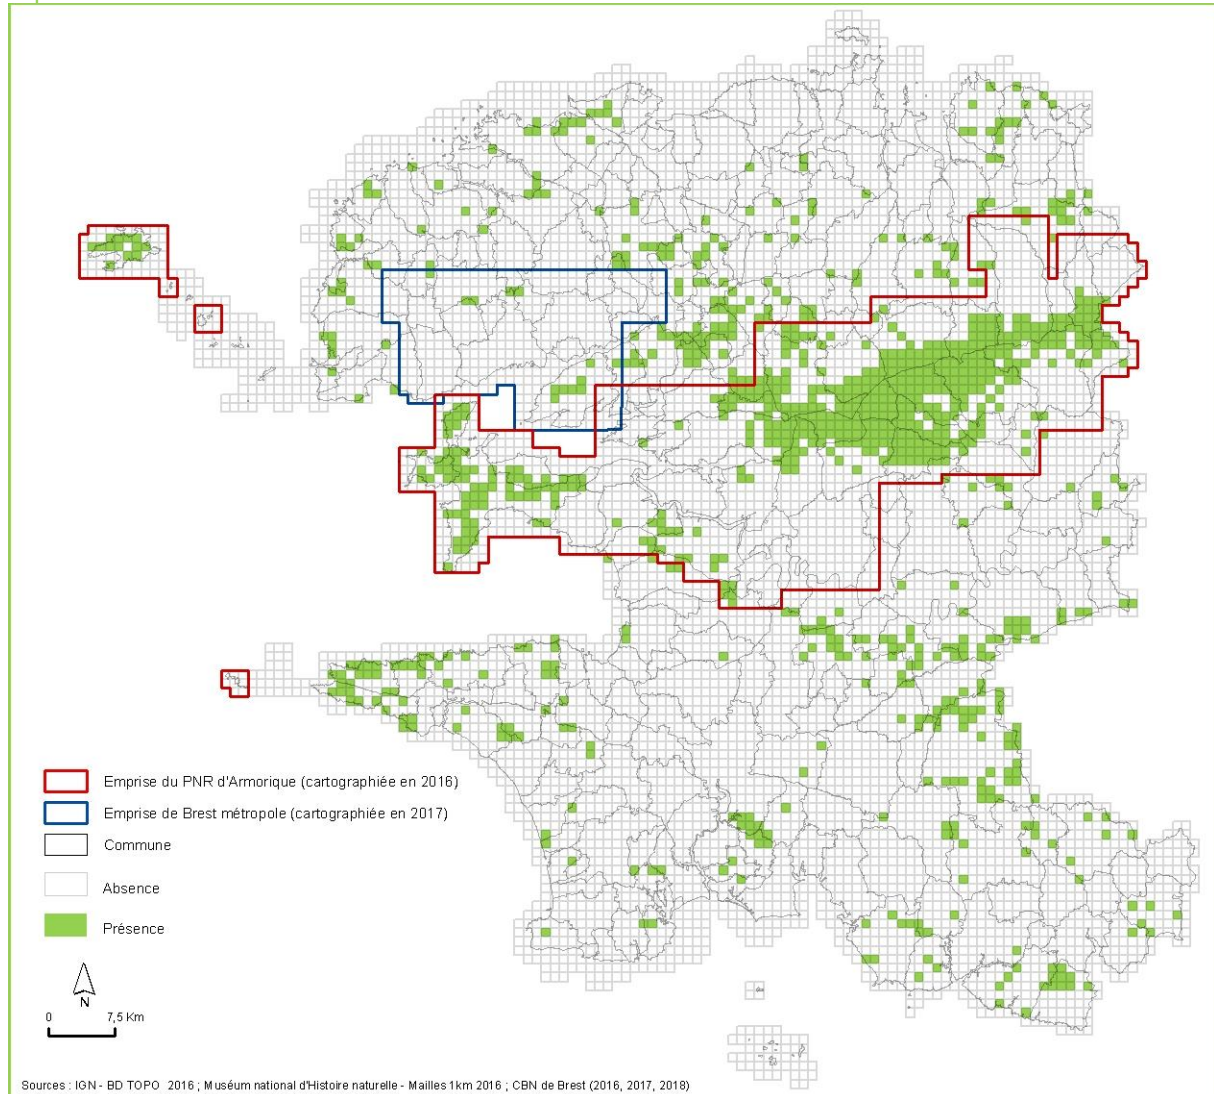 Emprise du PNR d'Armorique (cartographiée en 2016)
Emprise de Brest métropole (cartographiée en 2017)
Commune
Absence
Présence
N
0 7,5 Km
Sources : IGN - BD TOPO 2016 ; Muséum national d'Histoire naturelle - Mailles 1km 2016 ; CBN de Brest (2016, 2017, 2018)